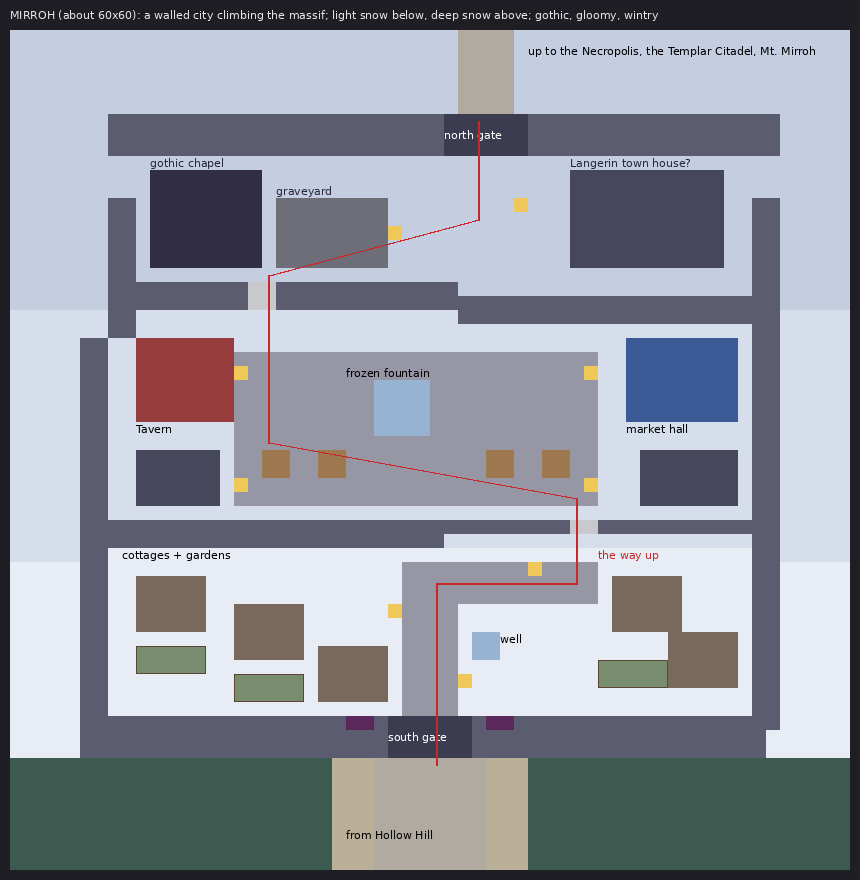 MIRROH (about 60x60): a walled city climbing the massif; light snow below, deep snow above; gothic, gloomy, wintry
up to the Necropolis, the Templar Citadel, Mt. Mirroh
north gate
gothic chapel
Langerin town house?
graveyard
frozen fountain
Tavern
market hall
cottages + gardens
the way up
well
south gate
from Hollow Hill